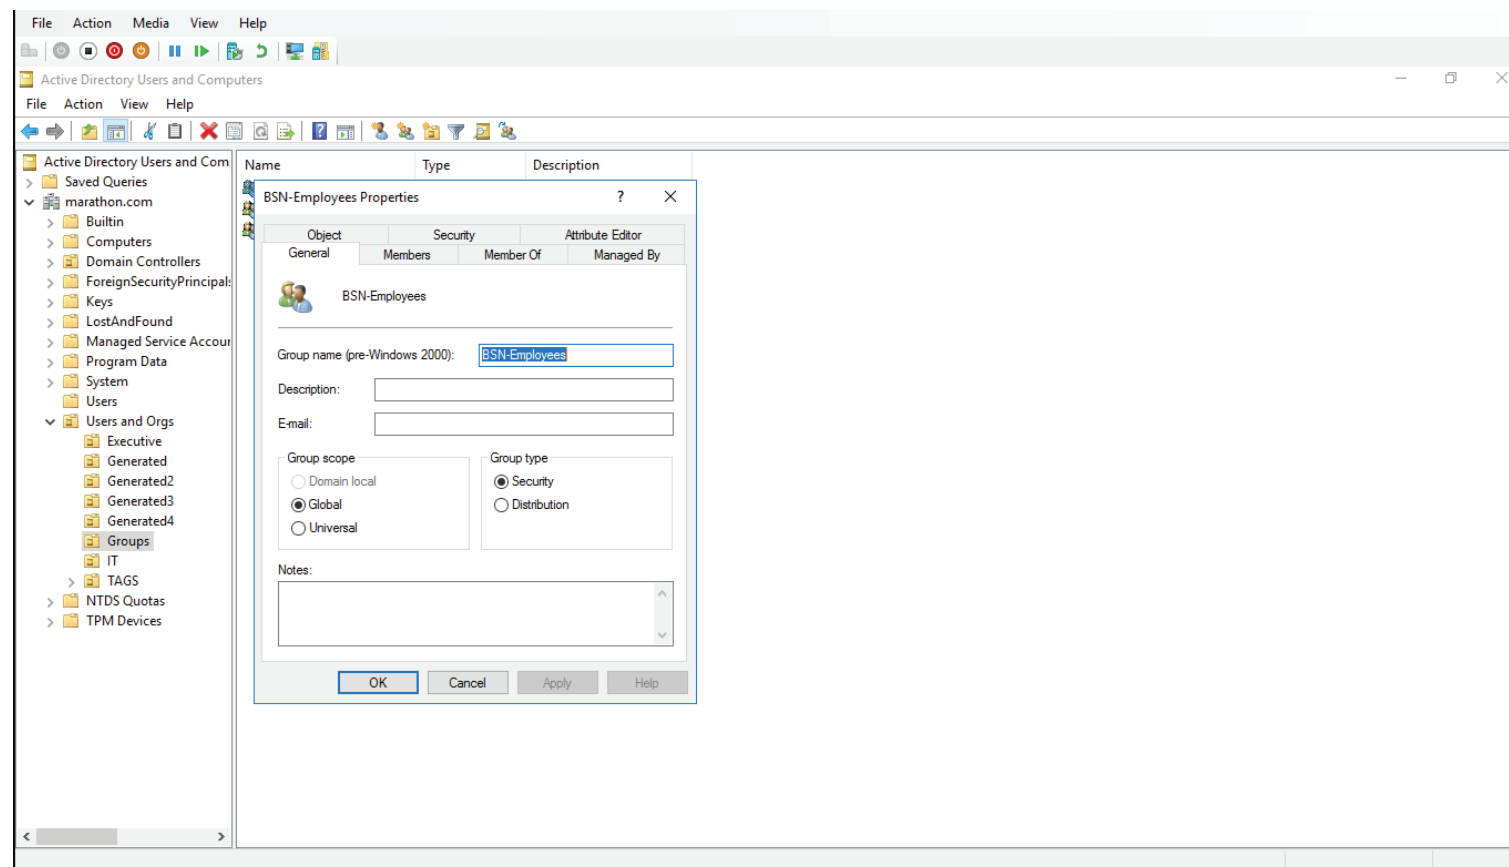 File Action Media View Help
Active Directory Users and Computers
File Action View Help
Active Directory Users and Com
Saved Queries
marathon.com
Builtin
Computers
Domain Controllers
ForeignSecurityPrincipals
Keys
LostAndFound
Managed Service Accour
Program Data
System
Users
Users and Orgs
Executive
Generated
Generated2
Generated3
Generated4
Groups
IT
TAGS
NTDS Quotas
TPM Devices
Name Type Description
BSN-Employees Properties
Object Security Attribute Editor
General Members Member Of Managed By
BSN-Employees
Group name (pre-Windows 2000): BSN-Employees
Description:
E-mail:
Group scope
Domain local
Global
Universal
Group type
Security
Distribution
Notes:
OK Cancel Apply Help